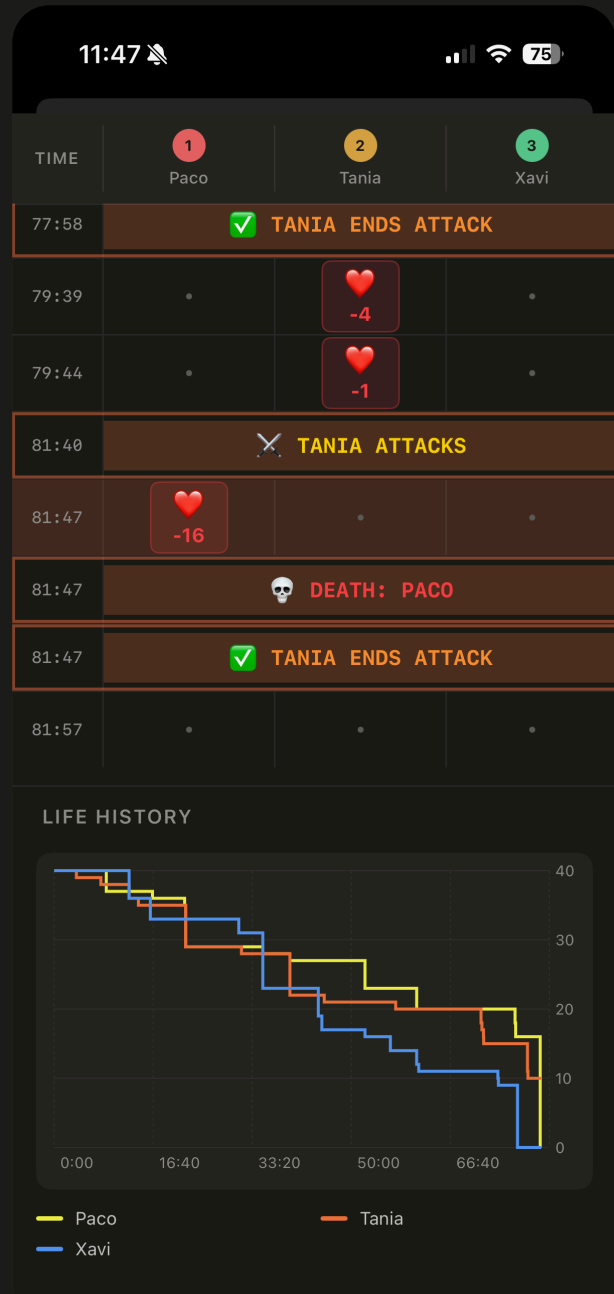 11:47 75
1 2 3
TIME Paco Tania Xavi
77:58 TANIA ENDS ATTACK
79:39 -4
79:44 -1
81:40 TANIA ATTACKS
81:47 -16
81:47 DEATH: PACO
81:47 TANIA ENDS ATTACK
81:57
LIFE HISTORY
40
30
20
10
0
0:00 16:40 33:20 50:00 66:40
Paco Tania
Xavi